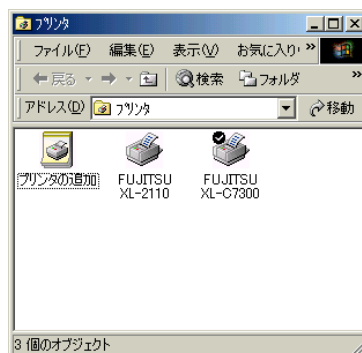 プリンタ
ファイル(F) 編集(E) 表示(V) お気に入り »
戻る 検索 フォルダ »
アドレス(D) プリンタ 移動
プリンタの追加 FUJITSU XL-2110 FUJITSU XL-C7300
3 個のオブジェクト